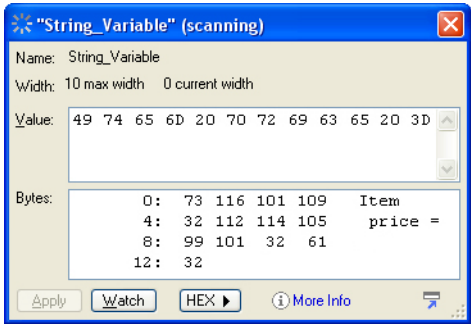 "String_Variable" (scanning)
Name: String_Variable
Width: 10 max width 0 current width
Value: 49 74 65 6D 20 70 72 69 63 65 20 3D
Bytes: 0: 73 116 101 109 Item
4: 32 112 114 105 price =
8: 99 101 32 61
12: 32
Apply Watch HEX More Info